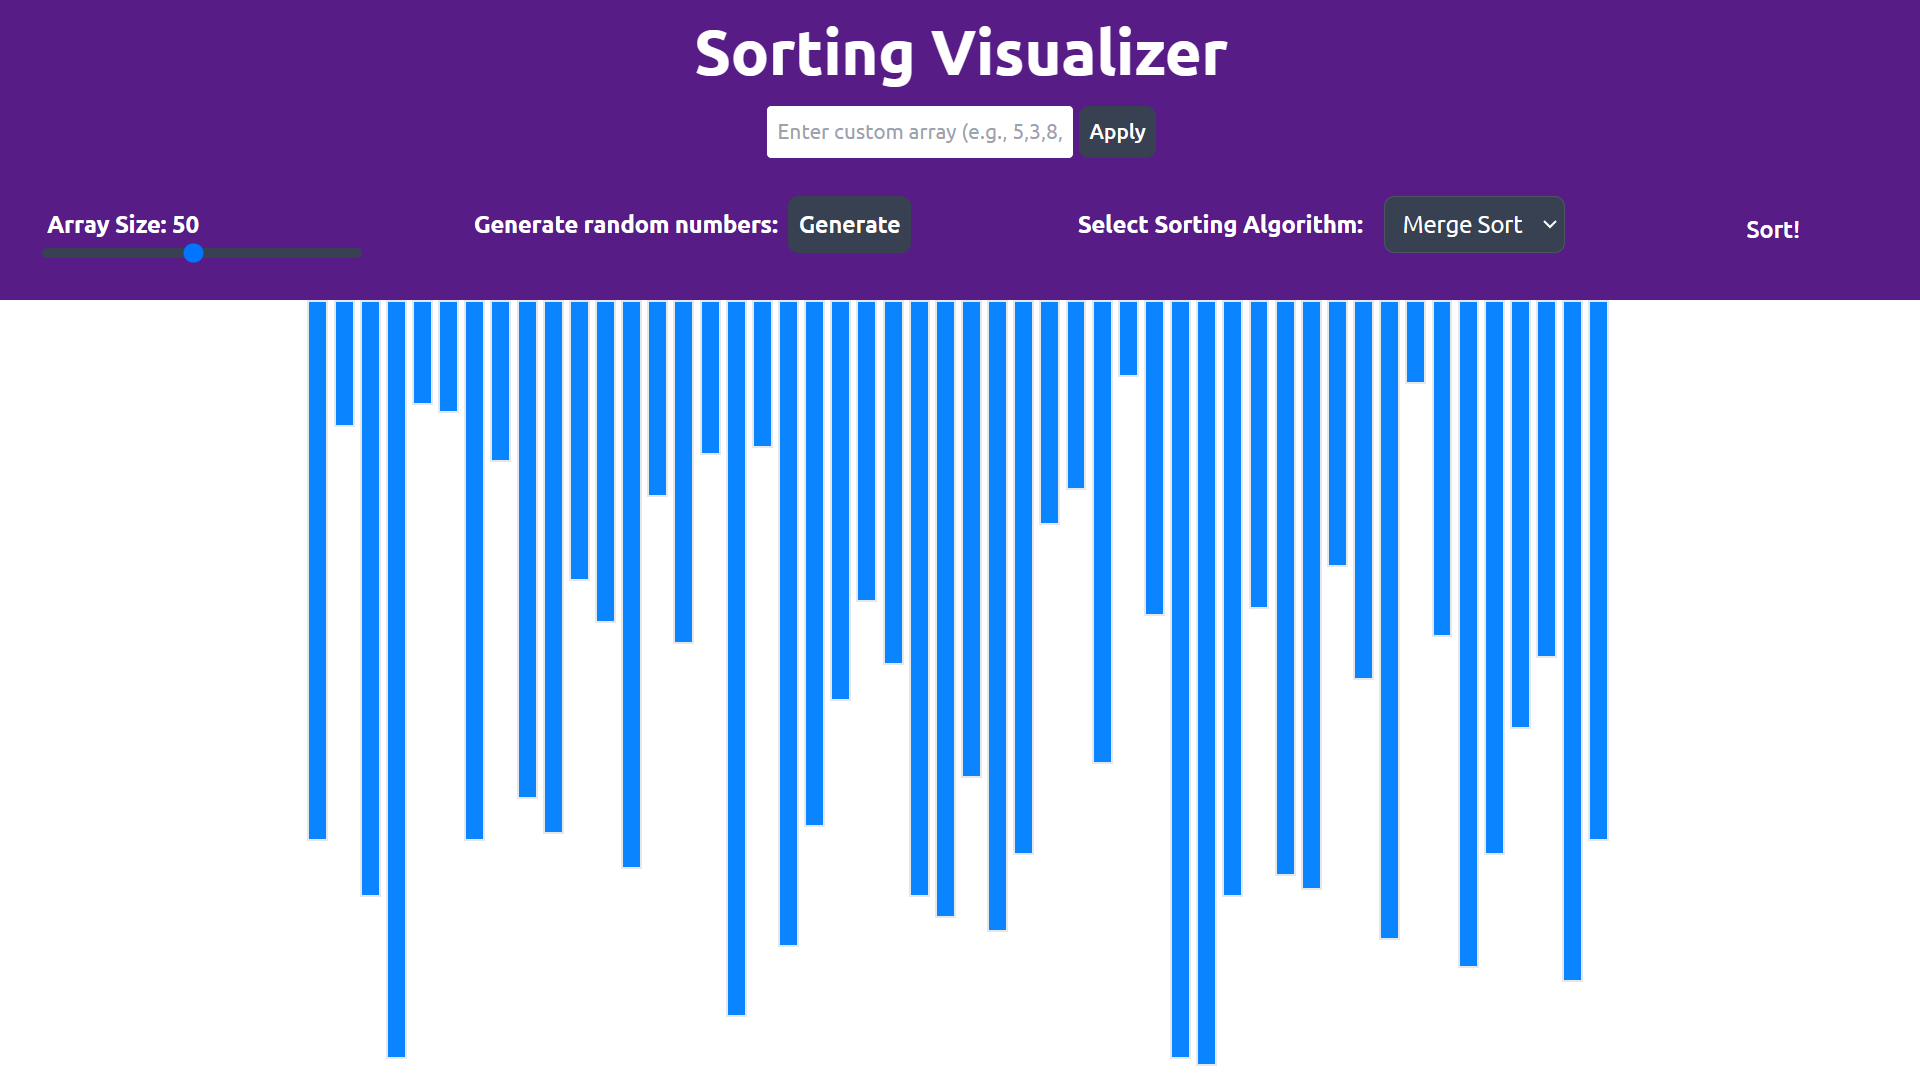 Sorting Visualizer
Enter custom array (e.g., 5,3,8,
Apply
Array Size: 50
Generate random numbers:
Generate
Select Sorting Algorithm:
Merge Sort
Sort!